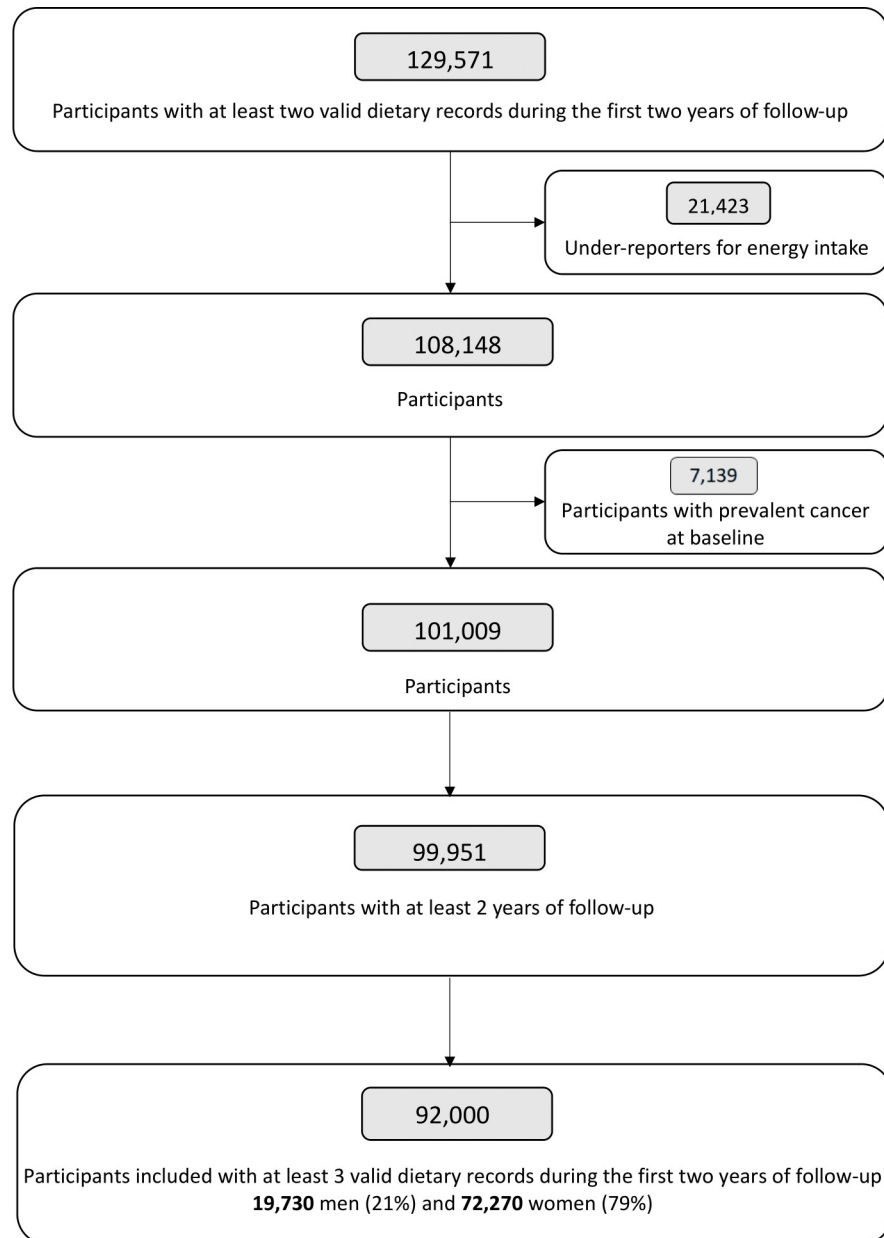 129,571
Participants with at least two valid dietary records during the first two years of follow-up
21,423
Under-reporters for energy intake
108,148
Participants
7,139
Participants with prevalent cancer
at baseline
101,009
Participants
99,951
Participants with at least 2 years of follow-up
92,000
Participants included with at least 3 valid dietary records during the first two years of follow-up
19,730 men (21%) and 72,270 women (79%)